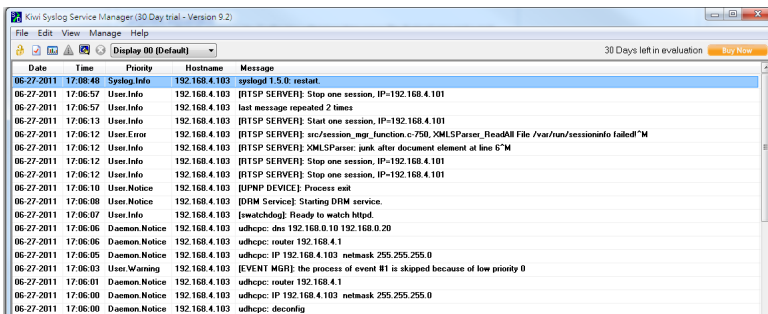 Kiwi Syslog Service Manager (30 Day trial - Version 9.2)
File Edit View Manage Help
Display 00 (Default) 30 Days left in evaluation Buy Now
Date Time Priority Hostname Message
06-27-2011 17:08:48 Syslog.Info 192.168.4.103 syslogd 1.5.0: restart.
06-27-2011 17:06:57 User.Info 192.168.4.103 [RTSP SERVER]: Stop one session, IP=192.168.4.101
06-27-2011 17:06:57 User.Info 192.168.4.103 last message repeated 2 times
06-27-2011 17:06:13 User.Info 192.168.4.103 [RTSP SERVER]: Start one session, IP=192.168.4.101
06-27-2011 17:06:12 User.Error 192.168.4.103 [RTSP SERVER]: src/session_mgr_function.c-750, XMLSParser_ReadAll File /var/run/sessioninfo failed!^M
06-27-2011 17:06:12 User.Info 192.168.4.103 [RTSP SERVER]: XMLSParser: junk after document element at line 6^M
06-27-2011 17:06:12 User.Info 192.168.4.103 [RTSP SERVER]: Stop one session, IP=192.168.4.101
06-27-2011 17:06:12 User.Info 192.168.4.103 [RTSP SERVER]: Stop one session, IP=192.168.4.101
06-27-2011 17:06:10 User.Notice 192.168.4.103 [UPNP DEVICE]: Process exit
06-27-2011 17:06:08 User.Notice 192.168.4.103 [DRM Service]: Starting DRM service.
06-27-2011 17:06:07 User.Info 192.168.4.103 [swatchdog]: Ready to watch httpd.
06-27-2011 17:06:06 Daemon.Notice 192.168.4.103 udhcpc: dns 192.168.0.10 192.168.0.20
06-27-2011 17:06:06 Daemon.Notice 192.168.4.103 udhcpc: router 192.168.4.1
06-27-2011 17:06:05 Daemon.Notice 192.168.4.103 udhcpc: IP 192.168.4.103 netmask 255.255.255.0
06-27-2011 17:06:03 User.Warning 192.168.4.103 [EVENT MGR]: the process of event #1 is skipped because of low priority 0
06-27-2011 17:06:01 Daemon.Notice 192.168.4.103 udhcpc: router 192.168.4.1
06-27-2011 17:06:00 Daemon.Notice 192.168.4.103 udhcpc: IP 192.168.4.103 netmask 255.255.255.0
06-27-2011 17:06:00 Daemon.Notice 192.168.4.103 udhcpc: deconfig